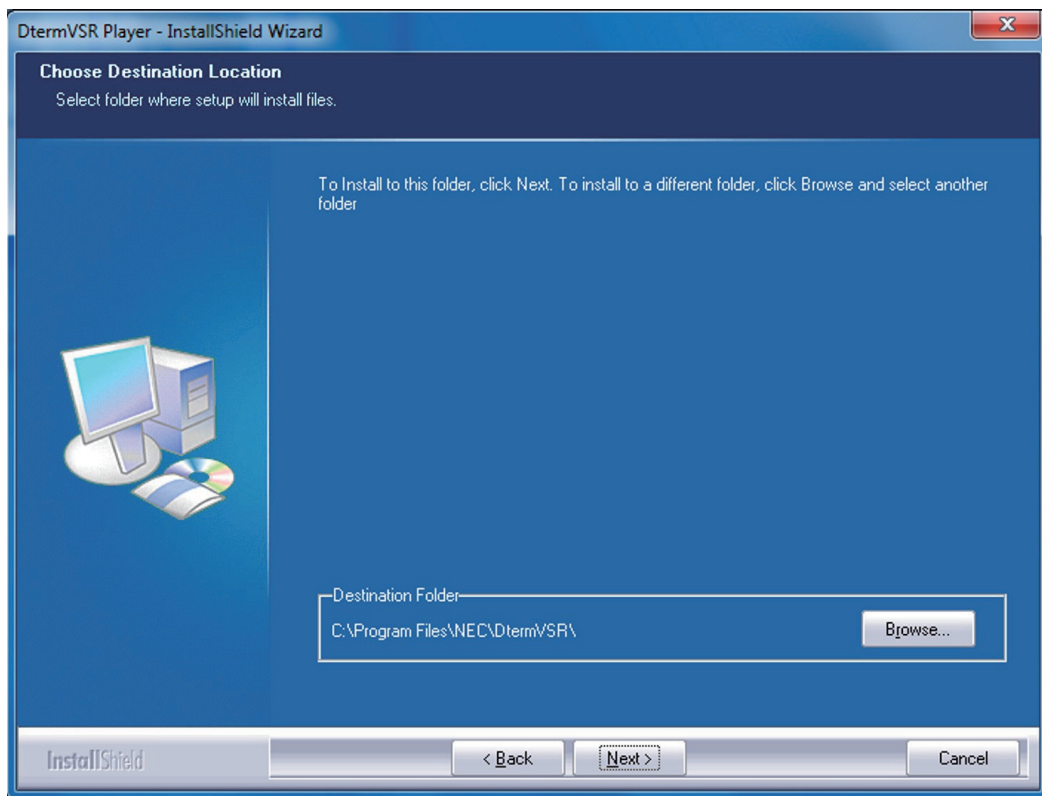 DtermVSR Player - InstallShield Wizard
Choose Destination Location
Select folder where setup will install files.
To Install to this folder, click Next. To install to a different folder, click Browse and select another
folder
Destination Folder
C:\Program Files\NEC\DtermVSR\
Browse...
InstallShield
< Back
Next >
Cancel